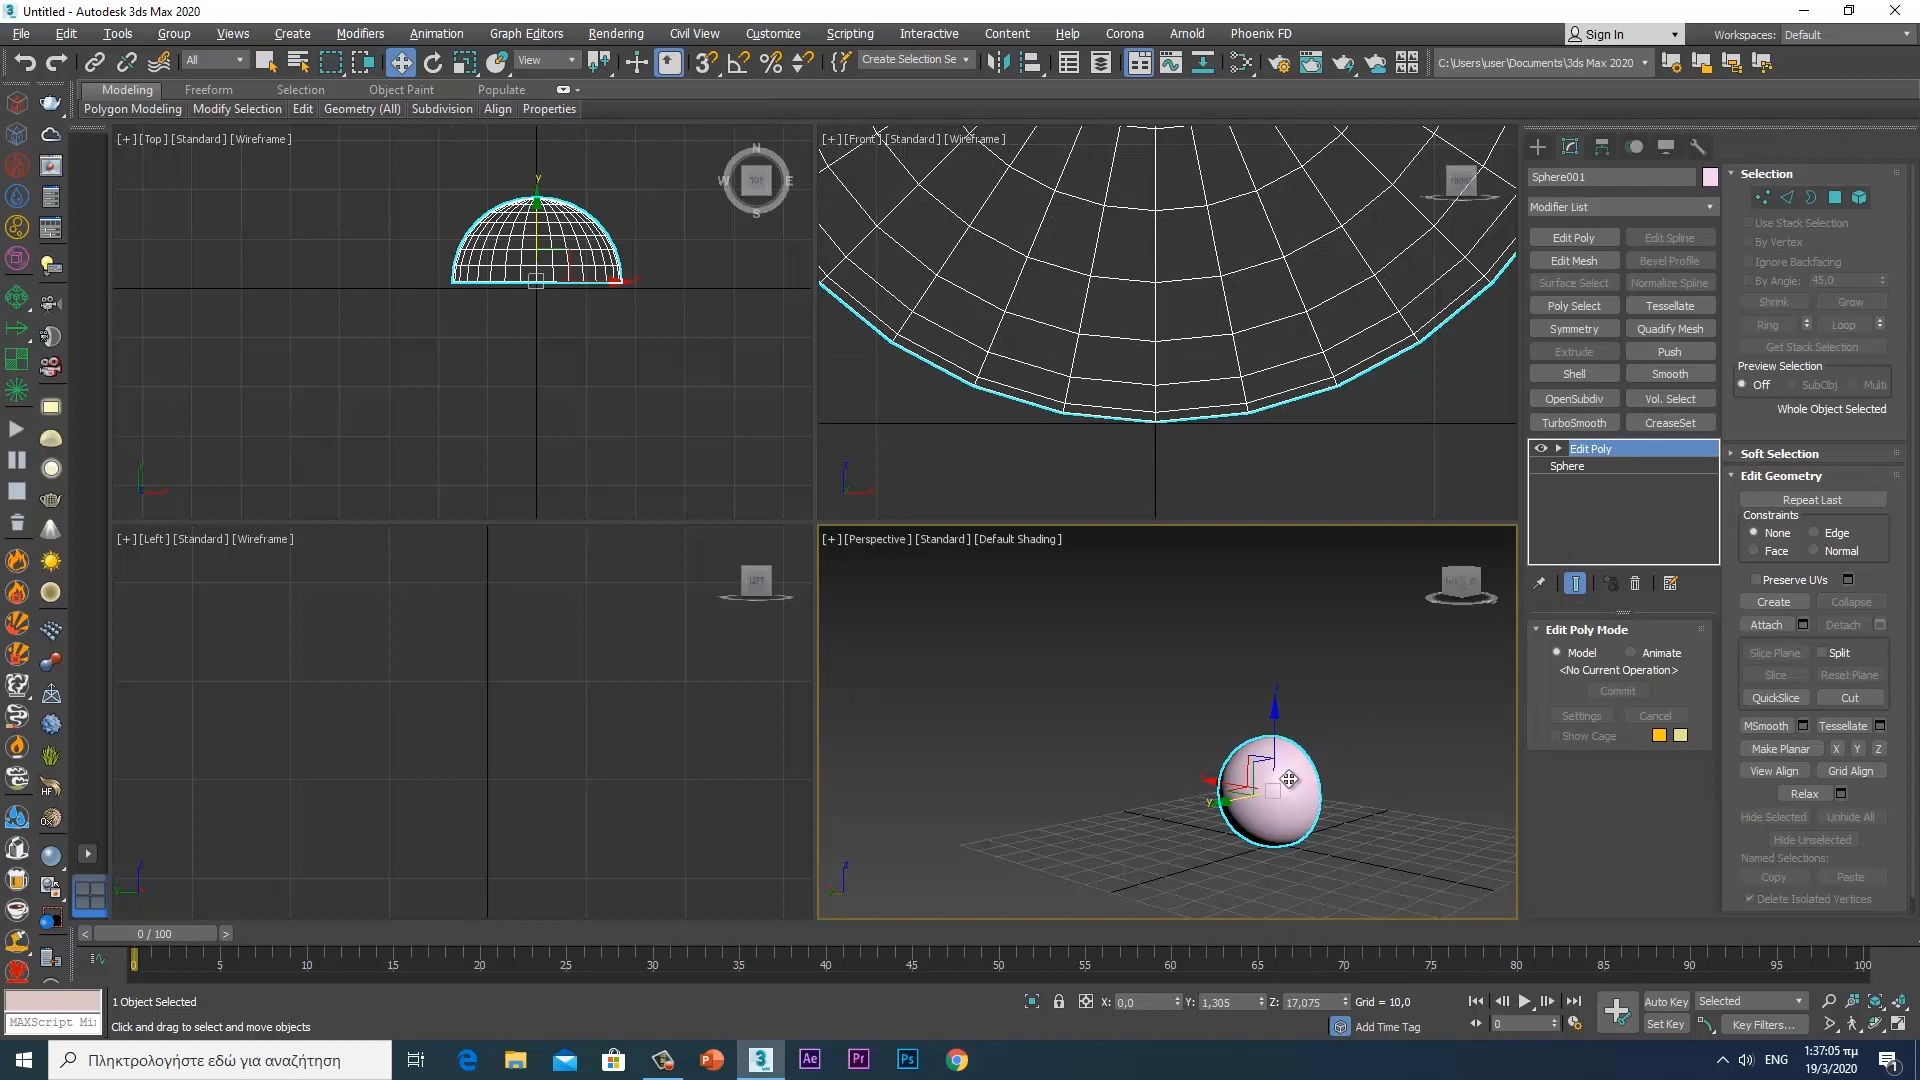 Untitled - Autodesk 3ds Max 2020
File Edit Tools Group Views Create Modifiers Animation Graph Editors Rendering Civil View Customize Scripting Interactive Content Help Corona Arnold Phoenix FD Sign In Workspaces: Default
All View Create Selection Se C:\Users\user\Documents\3ds Max 2020
Modeling Freeform Selection Object Paint Populate
Polygon Modeling Modify Selection Edit Geometry (All) Subdivision Align Properties
[+] [Top] [Standard] [Wireframe]
N
W TOP E
S
y
[+] [Front] [Standard] [Wireframe]
FRONT
[+] [Left] [Standard] [Wireframe]
LEFT
[+] [Perspective] [Standard] [Default Shading]
z
y
Sphere001
Modifier List
Edit Poly Edit Spline
Edit Mesh Bevel Profile
Surface Select Normalize Spline
Poly Select Tessellate
Symmetry Quadify Mesh
Extrude Push
Shell Smooth
OpenSubdiv Vol. Select
TurboSmooth CreaseSet
Edit Poly
Sphere
Edit Poly Mode
Model Animate
<No Current Operation>
Commit
Settings Cancel
Show Cage
Selection
Use Stack Selection
By Vertex
Ignore Backfacing
By Angle: 45,0
Shrink Grow
Ring Loop
Get Stack Selection
Preview Selection
Off SubObj Multi
Whole Object Selected
Soft Selection
Edit Geometry
Repeat Last
Constraints
None Edge
Face Normal
Preserve UVs
Create Collapse
Attach Detach
Slice Plane Split
Slice Reset Plane
QuickSlice Cut
MSmooth Tessellate
Make Planar X Y Z
View Align Grid Align
Relax
Hide Selected Unhide All
Hide Unselected
Named Selections:
Copy Paste
Delete Isolated Vertices
< 0 / 100 >
0 5 10 15 20 25 30 35 40 45 50 55 60 65 70 75 80 85 90 95 100
1 Object Selected X: 0,0 Y: 1,305 Z: 17,075 Grid = 10,0 Auto Key Selected
MAXScript Mi Click and drag to select and move objects Add Time Tag 0 Set Key Key Filters...
Πληκτρολογήστε εδώ για αναζήτηση
3 Ae Pr Ps
ENG
1:37:05 πμ
19/3/2020
1